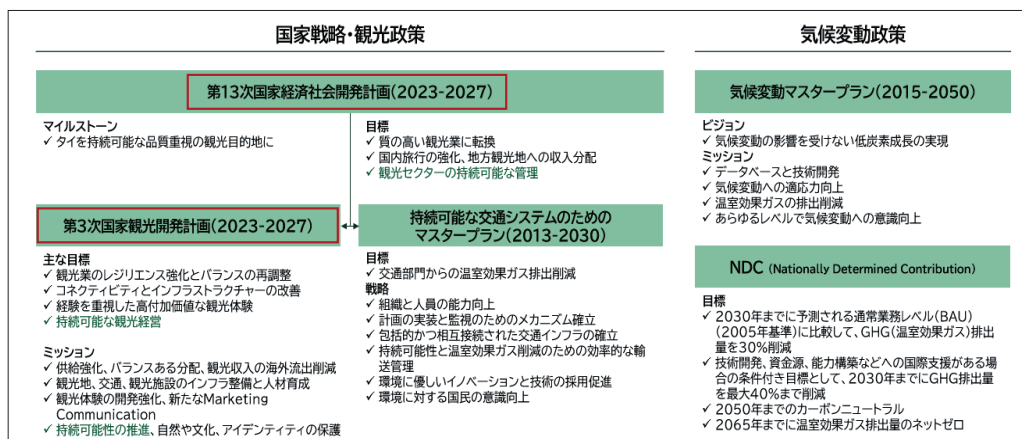 国家戦略・観光政策
第13次国家経済社会開発計画(2023-2027)
マイルストーン
✓ タイを持続可能な品質重視の観光目的地に
目標
✓ 質の高い観光業に転換
✓ 国内旅行の強化、地方観光地への収入分配
✓ 観光セクターの持続可能な管理
第3次国家観光開発計画(2023-2027)
主な目標
✓ 観光業のレジリエンス強化とバランスの再調整
✓ コネクティビティとインフラストラクチャーの改善
✓ 経験を重視した高付加価値な観光体験
✓ 持続可能な観光経営
ミッション
✓ 供給強化、バランスある分配、観光収入の海外流出削減
✓ 観光地、交通、観光施設のインフラ整備と人材育成
✓ 観光体験の開発強化、新たなMarketing
Communication
✓ 持続可能性の推進、自然や文化、アイデンティティの保護
持続可能な交通システムのための
マスタープラン(2013-2030)
目標
✓ 交通部門からの温室効果ガス排出削減
戦略
✓ 組織と人員の能力向上
✓ 計画の実装と監視のためのメカニズム確立
✓ 包括的かつ相互接続された交通インフラの確立
✓ 持続可能性と温室効果ガス削減のための効率的な輸
送管理
✓ 環境に優しいイノベーションと技術の採用促進
✓ 環境に対する国民の意識向上
気候変動政策
気候変動マスタープラン(2015-2050)
ビジョン
✓ 気候変動の影響を受けない低炭素成長の実現
ミッション
✓ データベースと技術開発
✓ 気候変動への適応力向上
✓ 温室効果ガスの排出削減
✓ あらゆるレベルで気候変動への意識向上
NDC (Nationally Determined Contribution)
目標
✓ 2030年までに予測される通常業務レベル(BAU)
(2005年基準)に比較して、GHG(温室効果ガス)排出
量を30%削減
✓ 技術開発、資金源、能力構築などへの国際支援がある場
合の条件付き目標として、2030年までにGHG排出量
を最大40%まで削減
✓ 2050年までのカーボンニュートラル
✓ 2065年までに温室効果ガス排出量のネットゼロ